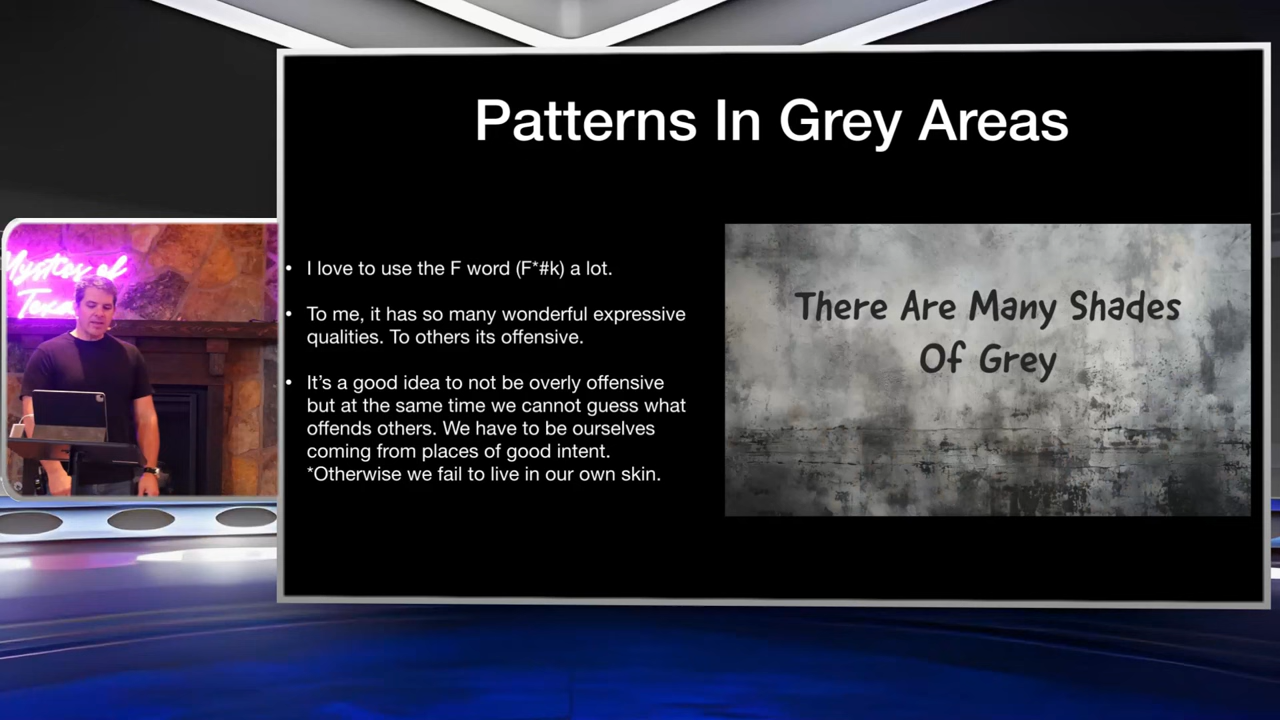 Patterns In Grey Areas
Mystics of
Texas
• I love to use the F word (F*#k) a lot.
• To me, it has so many wonderful expressive
qualities. To others its offensive.
• It’s a good idea to not be overly offensive
but at the same time we cannot guess what
offends others. We have to be ourselves
coming from places of good intent.
*Otherwise we fail to live in our own skin.
There Are Many Shades
Of Grey